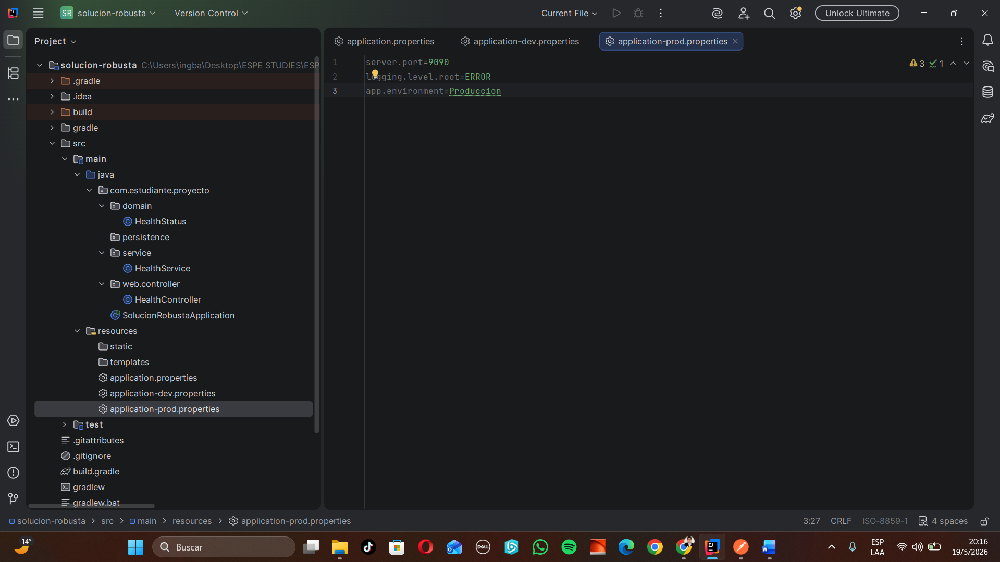 SR solucion-robusta
Version Control
Current File
Unlock Ultimate
Project
application.properties
application-dev.properties
application-prod.properties
solucion-robusta C:\Users\ingba\Desktop\ESPE STUDIES\ESP
.gradle
.idea
build
gradle
src
main
java
com.estudiante.proyecto
domain
HealthStatus
persistence
service
HealthService
web.controller
HealthController
SolucionRobustaApplication
resources
static
templates
application.properties
application-dev.properties
application-prod.properties
test
.gitattributes
.gitignore
build.gradle
gradlew
gradlew.bat
1 server.port=9090
2 logging.level.root=ERROR
3 app.environment=Produccion
3 1
solucion-robusta > src > main > resources > application-prod.properties
3:27 CRLF ISO-8859-1 4 spaces
14°
Buscar
DELL
ESP
LAA
20:16
19/5/2026